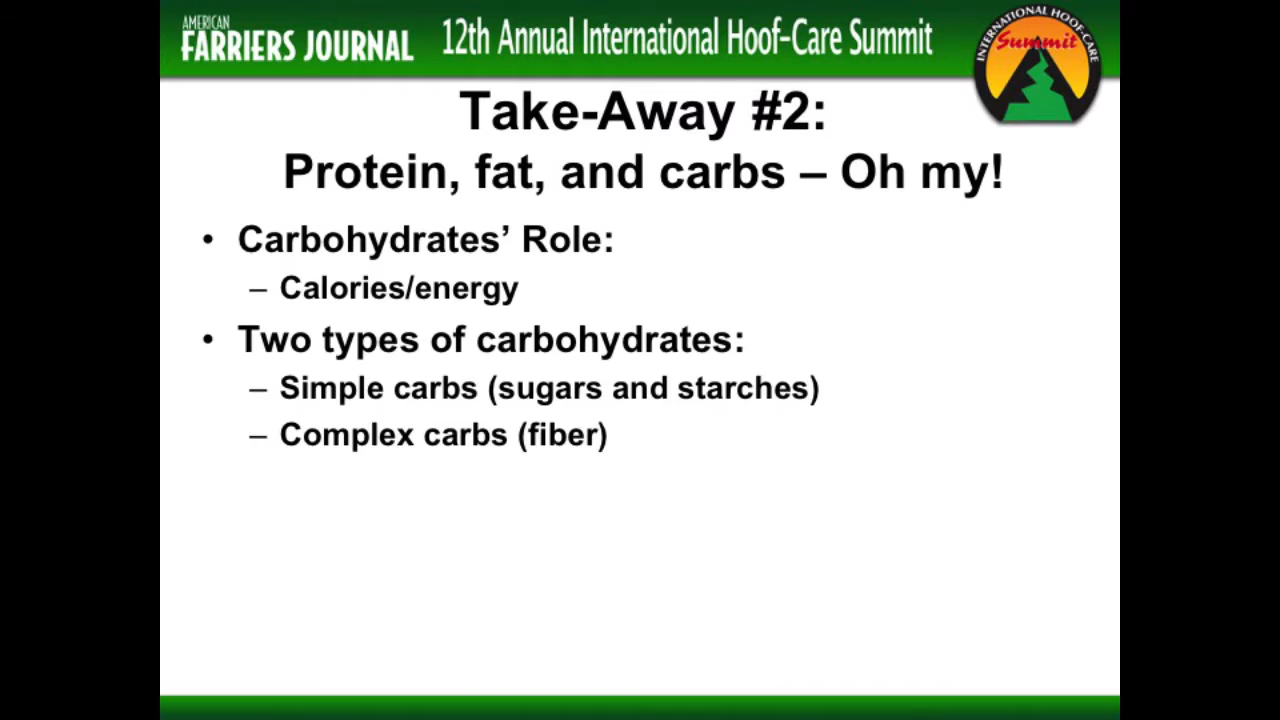 AMERICAN
FARRIERS JOURNAL
12th Annual International Hoof-Care Summit
INTERNATIONAL HOOF-CARE
Summit
Take-Away #2:
Protein, fat, and carbs – Oh my!
• Carbohydrates’ Role:
– Calories/energy
• Two types of carbohydrates:
– Simple carbs (sugars and starches)
– Complex carbs (fiber)